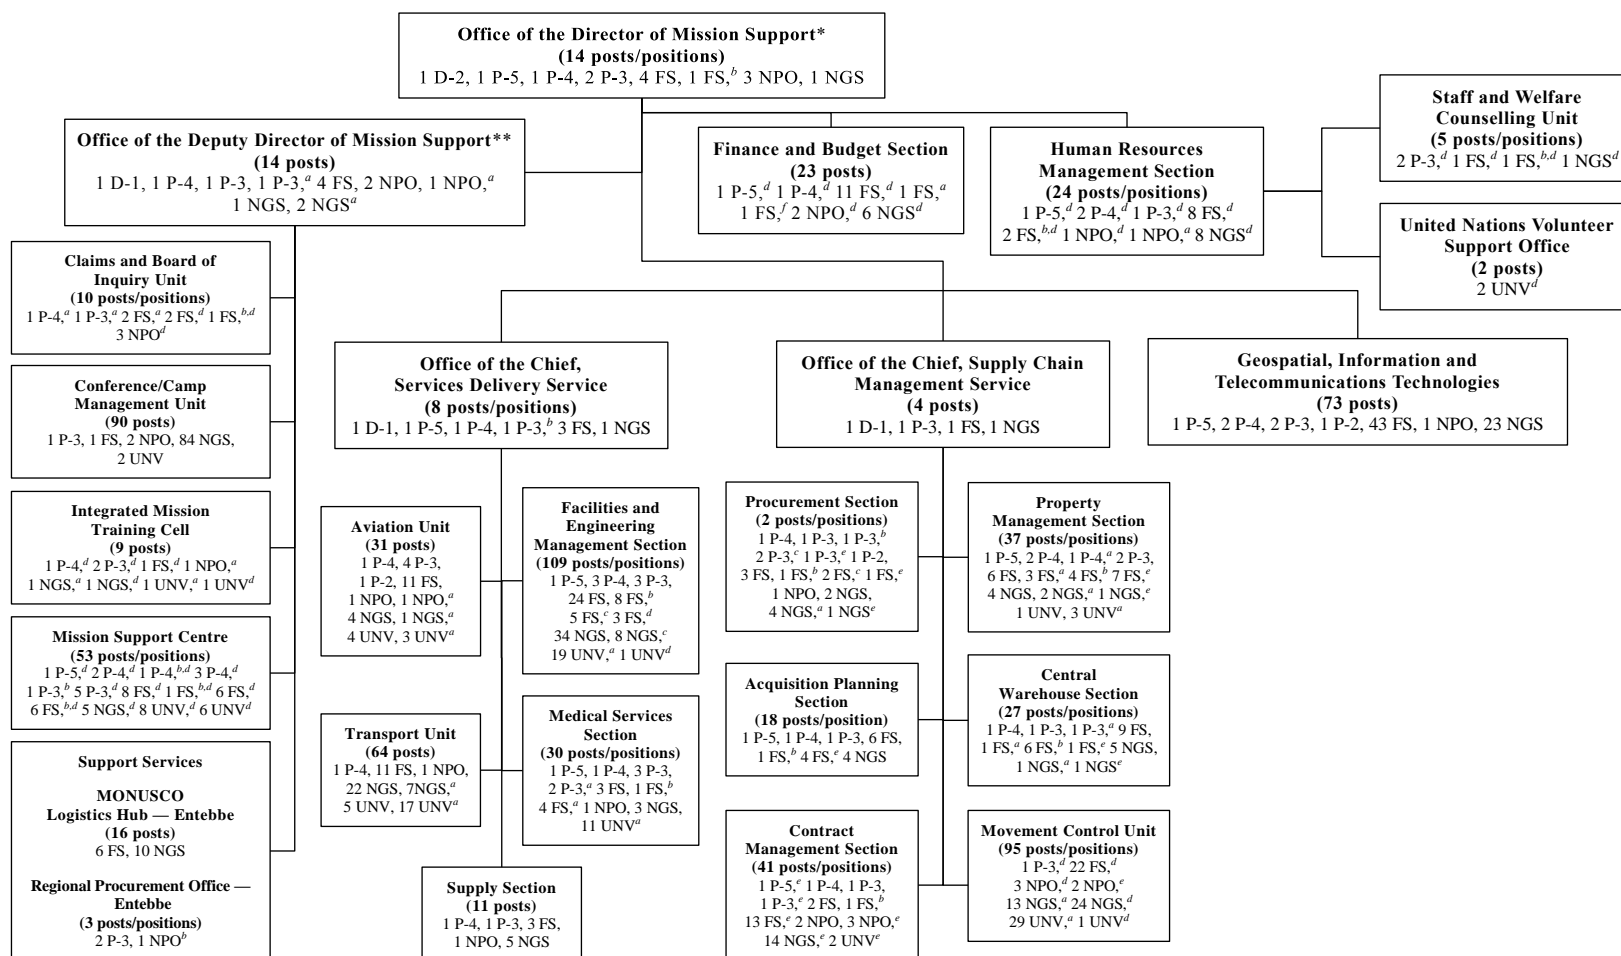 Office of the Director of Mission Support*
(14 posts/positions)
1 D-2, 1 P-5, 1 P-4, 2 P-3, 4 FS, 1 FS,b 3 NPO, 1 NGS
Office of the Deputy Director of Mission Support**
(14 posts)
1 D-1, 1 P-4, 1 P-3, 1 P-3,a 4 FS, 2 NPO, 1 NPO,a
1 NGS, 2 NGSa
Finance and Budget Section
(23 posts)
1 P-5,d 1 P-4,d 11 FS,d 1 FS,a
1 FS,f 2 NPO,d 6 NGSd
Human Resources
Management Section
(24 posts/positions)
1 P-5,d 2 P-4,d 1 P-3,d 8 FS,d
2 FS,b,d 1 NPO,d 1 NPO,a 8 NGSd
Staff and Welfare
Counselling Unit
(5 posts/positions)
2 P-3,d 1 FS,d 1 FS,b,d 1 NGSd
United Nations Volunteer
Support Office
(2 posts)
2 UNVd
Claims and Board of
Inquiry Unit
(10 posts/positions)
1 P-4,a 1 P-3,a 2 FS,a 2 FS,d 1 FS,b,d
3 NPOd
Conference/Camp
Management Unit
(90 posts)
1 P-3, 1 FS, 2 NPO, 84 NGS,
2 UNV
Integrated Mission
Training Cell
(9 posts)
1 P-4,d 2 P-3,d 1 FS,d 1 NPO,a
1 NGS,a 1 NGS,d 1 UNV,a 1 UNVd
Mission Support Centre
(53 posts/positions)
1 P-5,d 2 P-4,d 1 P-4,b,d 3 P-4,d
1 P-3,b 5 P-3,d 8 FS,d 1 FS,b,d 6 FS,d
6 FS,b,d 5 NGS,d 8 UNV,d 6 UNVd
Support Services
MONUSCO
Logistics Hub — Entebbe
(16 posts)
6 FS, 10 NGS
Regional Procurement Office —
Entebbe
(3 posts/positions)
2 P-3, 1 NPOb
Office of the Chief,
Services Delivery Service
(8 posts/positions)
1 D-1, 1 P-5, 1 P-4, 1 P-3,b 3 FS, 1 NGS
Aviation Unit
(31 posts)
1 P-4, 4 P-3,
1 P-2, 11 FS,
1 NPO, 1 NPO,a
4 NGS, 1 NGS,a
4 UNV, 3 UNVa
Facilities and
Engineering
Management Section
(109 posts/positions)
1 P-5, 3 P-4, 3 P-3,
24 FS, 8 FS,b
5 FS,c 3 FS,d
34 NGS, 8 NGS,c
19 UNV,a 1 UNVd
Transport Unit
(64 posts)
1 P-4, 11 FS, 1 NPO,
22 NGS, 7NGS,a
5 UNV, 17 UNVa
Medical Services
Section
(30 posts/positions)
1 P-5, 1 P-4, 3 P-3,
2 P-3,a 3 FS, 1 FS,b
4 FS,a 1 NPO, 3 NGS,
11 UNVa
Supply Section
(11 posts)
1 P-4, 1 P-3, 3 FS,
1 NPO, 5 NGS
Office of the Chief, Supply Chain
Management Service
(4 posts)
1 D-1, 1 P-3, 1 FS, 1 NGS
Procurement Section
(2 posts/positions)
1 P-4, 1 P-3, 1 P-3,b
2 P-3,c 1 P-3,e 1 P-2,
3 FS, 1 FS,b 2 FS,c 1 FS,e
1 NPO, 2 NGS,
4 NGS,a 1 NGSe
Property
Management Section
(37 posts/positions)
1 P-5, 2 P-4, 1 P-4,a 2 P-3,
6 FS, 3 FS,a 4 FS,b 7 FS,e
4 NGS, 2 NGS,a 1 NGS,e
1 UNV, 3 UNVa
Acquisition Planning
Section
(18 posts/position)
1 P-5, 1 P-4, 1 P-3, 6 FS,
1 FS,b 4 FS,e 4 NGS
Central
Warehouse Section
(27 posts/positions)
1 P-4, 1 P-3, 1 P-3,a 9 FS,
1 FS,a 6 FS,b 1 FS,e 5 NGS,
1 NGS,a 1 NGSe
Contract
Management Section
(41 posts/positions)
1 P-5,e 1 P-4, 1 P-3,
1 P-3,e 2 FS, 1 FS,b
13 FS,e 2 NPO, 3 NPO,e
14 NGS,e 2 UNVe
Movement Control Unit
(95 posts/positions)
1 P-3,d 22 FS,d
3 NPO,d 2 NPO,e
13 NGS,a 24 NGS,d
29 UNV,a 1 UNVd
Geospatial, Information and
Telecommunications Technologies
(73 posts)
1 P-5, 2 P-4, 2 P-3, 1 P-2, 43 FS, 1 NPO, 23 NGS